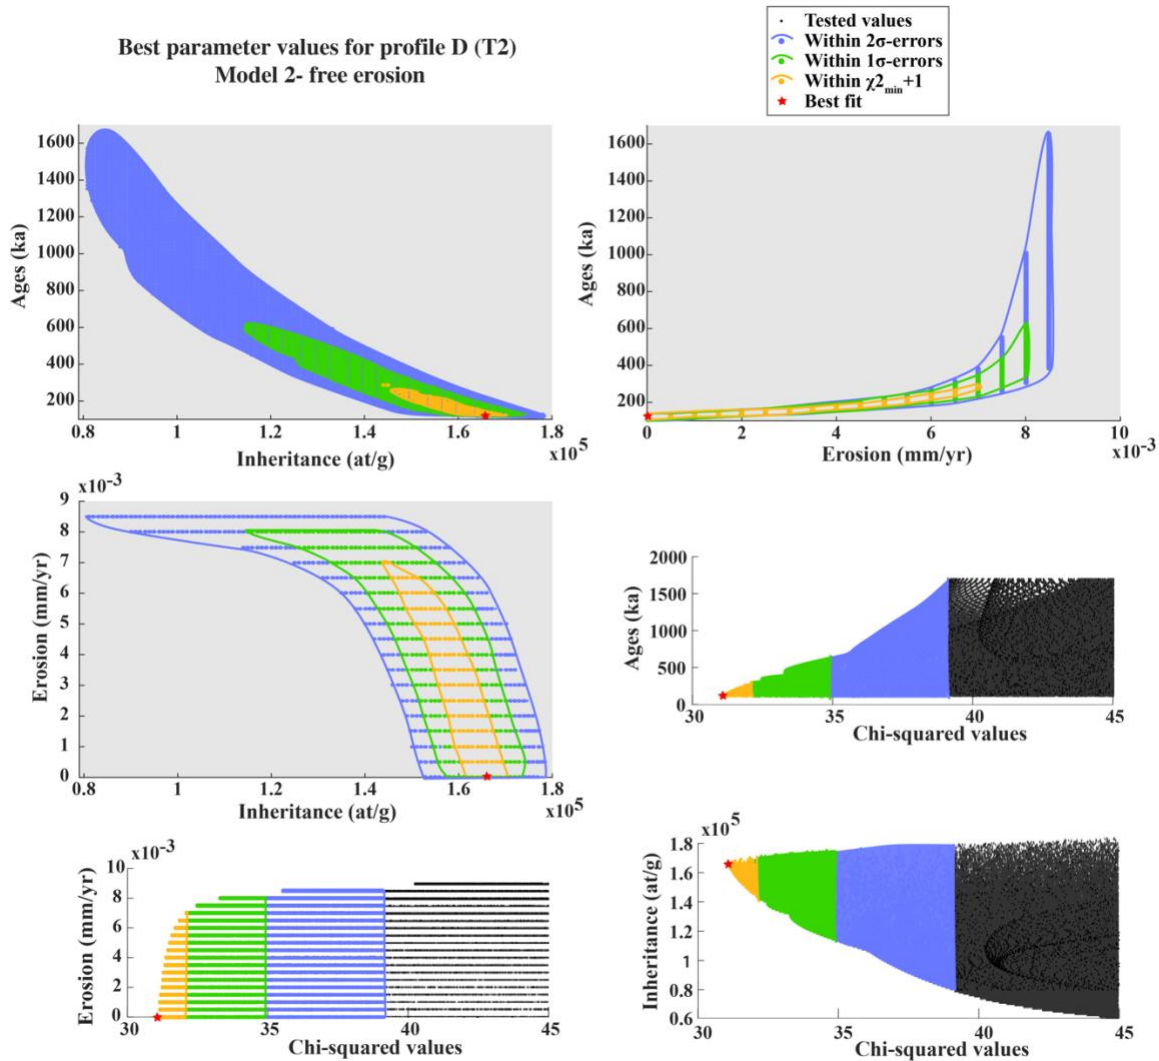 Best parameter values for profile D (T2)
Model 2- free erosion
Tested values
Within 2σ-errors
Within 1σ-errors
Within χ2min+1
Best fit
1600
1400
1200
1000
800
600
400
200
Ages (ka)
0.8 1 1.2 1.4 1.6 1.8
Inheritance (at/g)
x10^5
1600
1400
1200
1000
800
600
400
200
Ages (ka)
0 2 4 6 8 10
Erosion (mm/yr)
x10^-3
x10^-3
9
8
7
6
5
4
3
2
1
0
Erosion (mm/yr)
0.8 1 1.2 1.4 1.6 1.8
Inheritance (at/g)
x10^5
2000
1500
1000
500
0
Ages (ka)
30 35 40 45
Chi-squared values
x10^-3
10
8
6
4
2
0
Erosion (mm/yr)
30 35 40 45
Chi-squared values
x10^5
1.8
1.6
1.4
1.2
1
0.8
0.6
Inheritance (at/g)
30 35 40 45
Chi-squared values